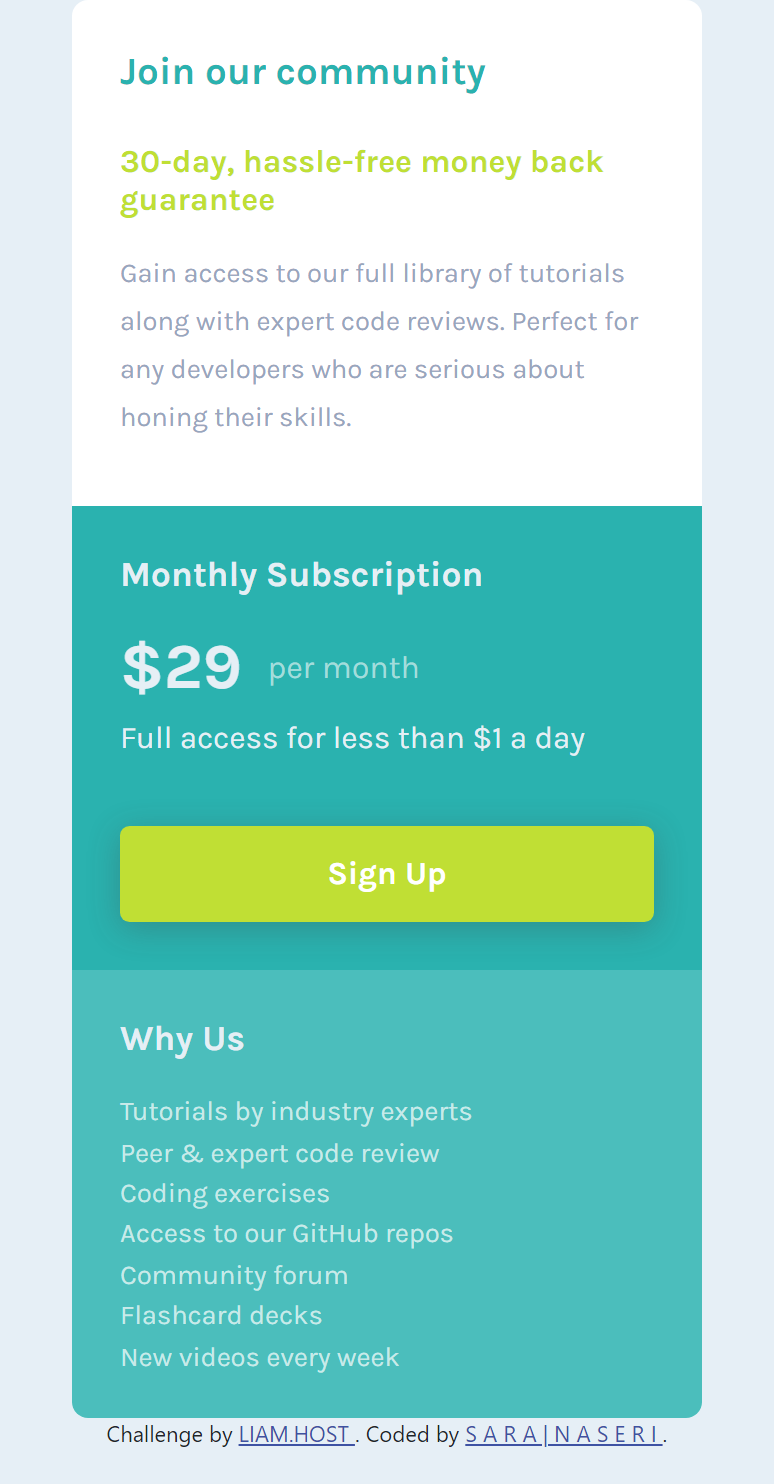 Join our community
30-day, hassle-free money back
guarantee
Gain access to our full library of tutorials
along with expert code reviews. Perfect for
any developers who are serious about
honing their skills.
Monthly Subscription
$29 per month
Full access for less than $1 a day
Sign Up
Why Us
Tutorials by industry experts
Peer & expert code review
Coding exercises
Access to our GitHub repos
Community forum
Flashcard decks
New videos every week
Challenge by LIAM.HOST . Coded by S A R A | N A S E R I .